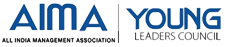 AIMA
ALL INDIA MANAGEMENT ASSOCIATION
YOUNG
LEADERS COUNCIL